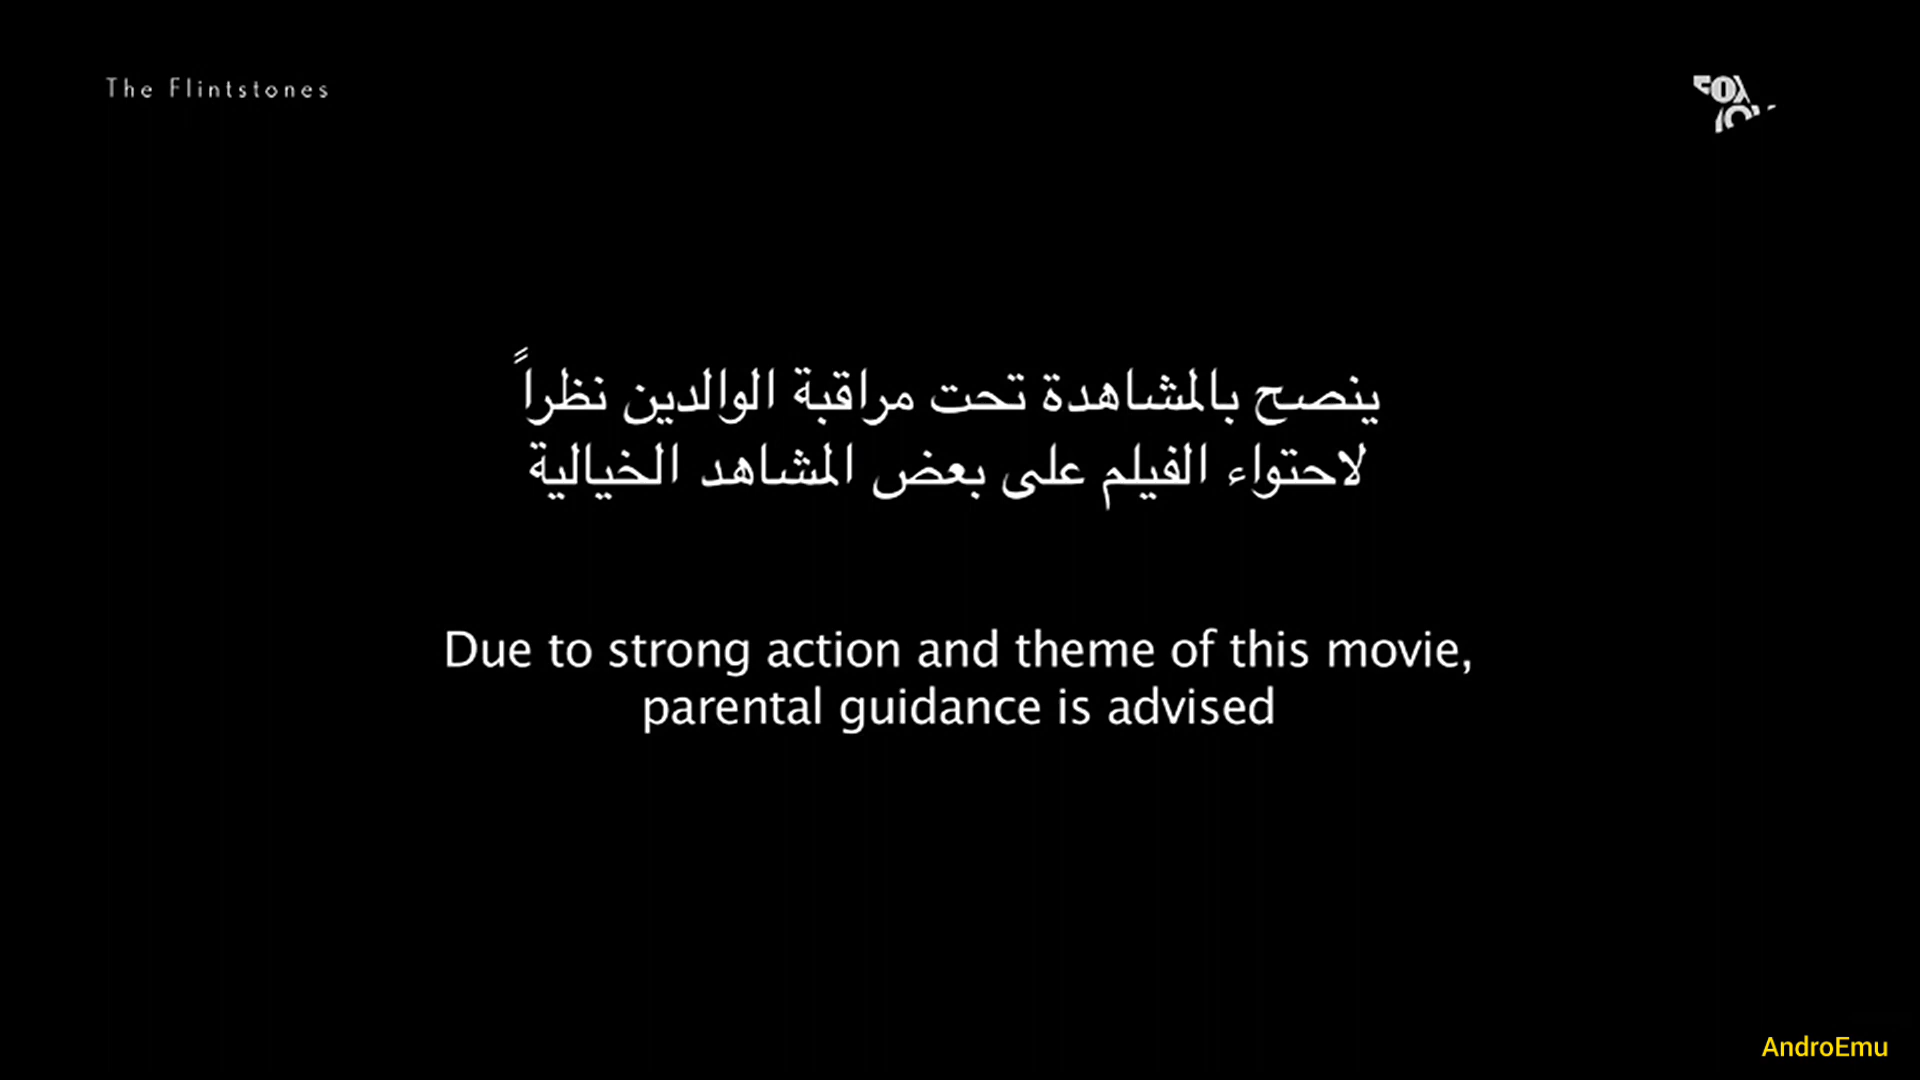 The Flintstones
FOX
ينصح بالمشاهدة تحت مراقبة الوالدين نظراً
لاحتواء الفيلم على بعض المشاهد الخيالية
Due to strong action and theme of this movie,
parental guidance is advised
AndroEmu